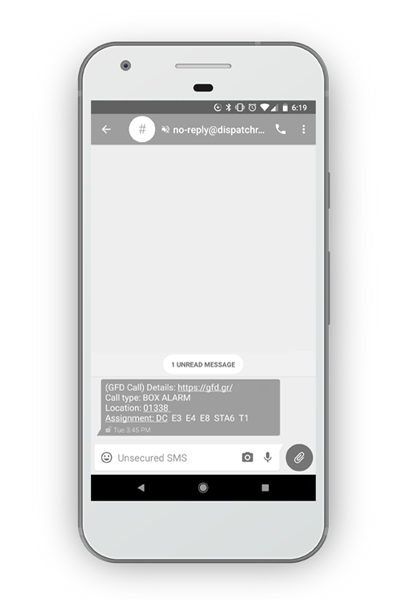 6:19
# no-reply@dispatchr...
1 UNREAD MESSAGE
(GFD Call) Details: https://gfd.gr/
Call type: BOX ALARM
Location: 01338
Assignment: DC E3 E4 E8 STA6 T1
Tue 3:45 PM
Unsecured SMS